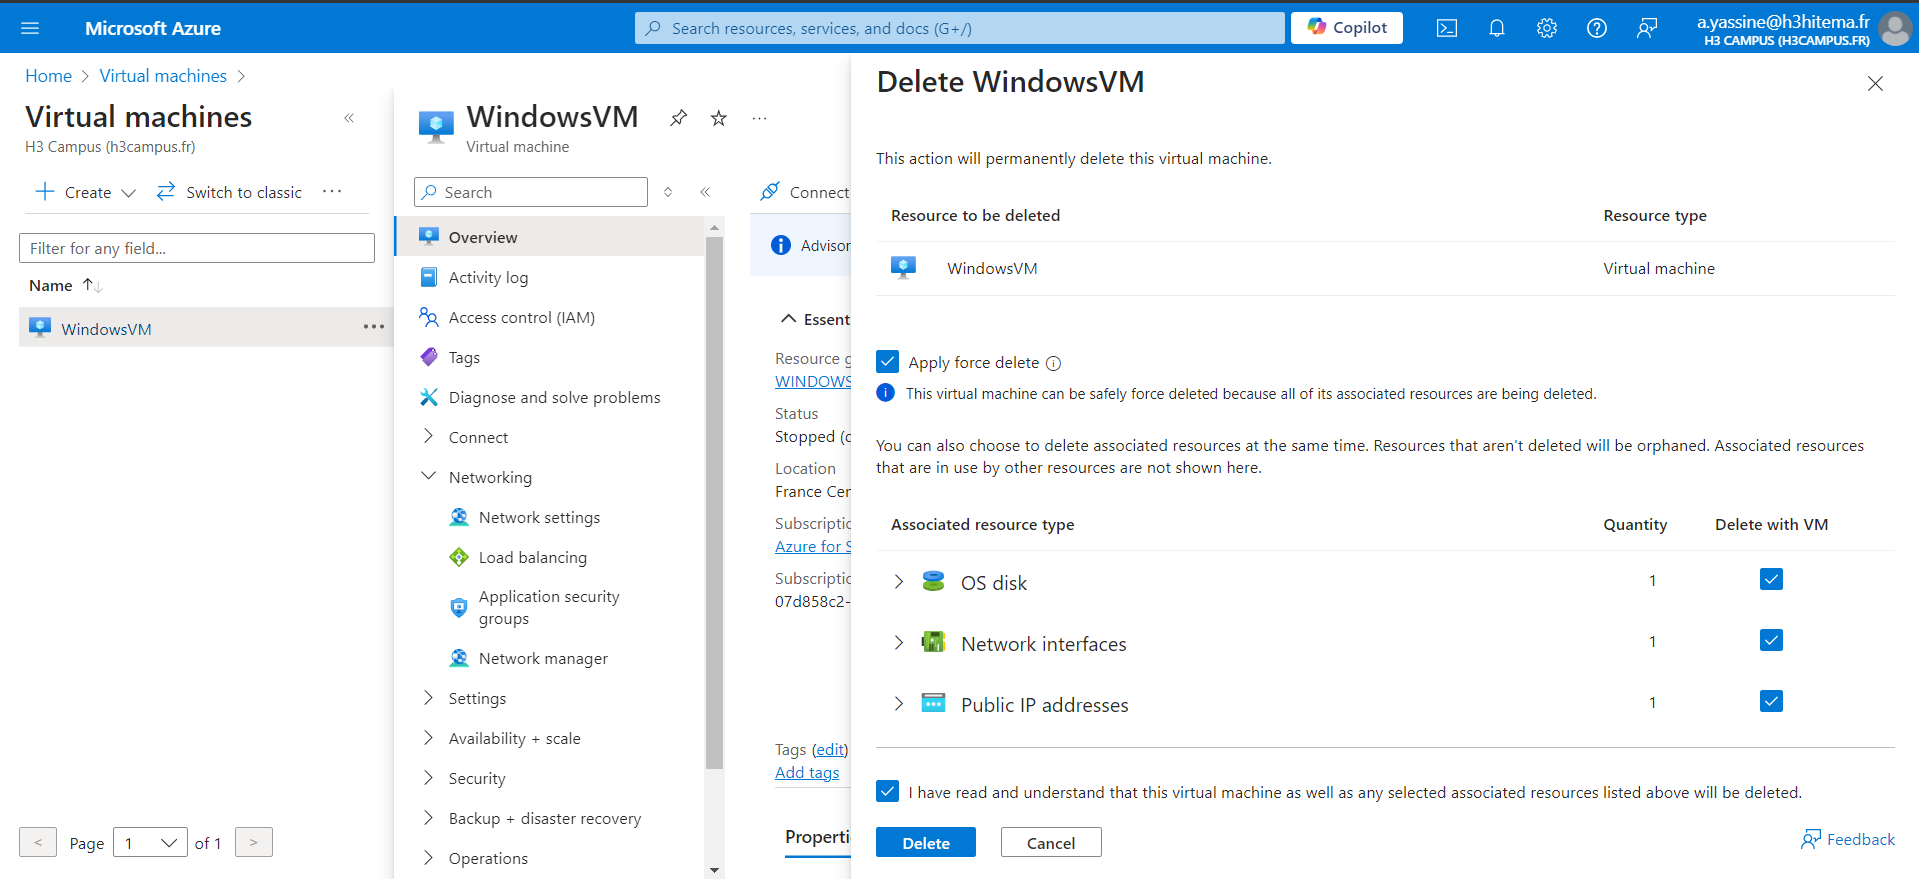 Microsoft Azure
Search resources, services, and docs (G+/)
Copilot
a.yassine@h3hitema.fr
H3 CAMPUS (H3CAMPUS.FR)
Home > Virtual machines >
Virtual machines
H3 Campus (h3campus.fr)
Create
Switch to classic
Filter for any field...
Name
WindowsVM
< Page 1 of 1 >
WindowsVM
Virtual machine
Search
Overview
Activity log
Access control (IAM)
Tags
Diagnose and solve problems
Connect
Networking
Network settings
Load balancing
Application security
groups
Network manager
Settings
Availability + scale
Security
Backup + disaster recovery
Operations
Connect
Advisor
Essent
Resource g
WINDOWS
Status
Stopped (d
Location
France Cen
Subscriptio
Azure for S
Subscriptio
07d858c2-
Tags (edit)
Add tags
Properti
Delete WindowsVM
This action will permanently delete this virtual machine.
Resource to be deleted Resource type
WindowsVM Virtual machine
Apply force delete
This virtual machine can be safely force deleted because all of its associated resources are being deleted.
You can also choose to delete associated resources at the same time. Resources that aren't deleted will be orphaned. Associated resources
that are in use by other resources are not shown here.
Associated resource type Quantity Delete with VM
OS disk 1
Network interfaces 1
Public IP addresses 1
I have read and understand that this virtual machine as well as any selected associated resources listed above will be deleted.
Delete Cancel
Feedback